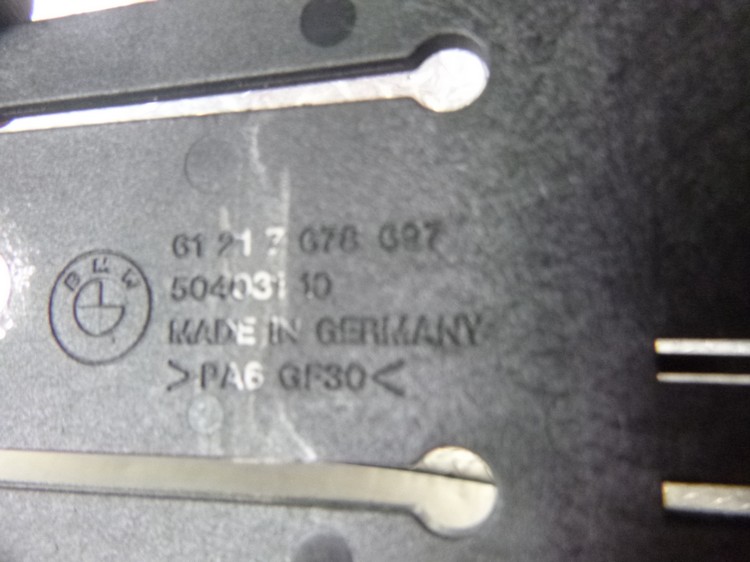 BMW
61 21 7 678 697
504031 10
MADE IN GERMANY
>PA6 GF30<